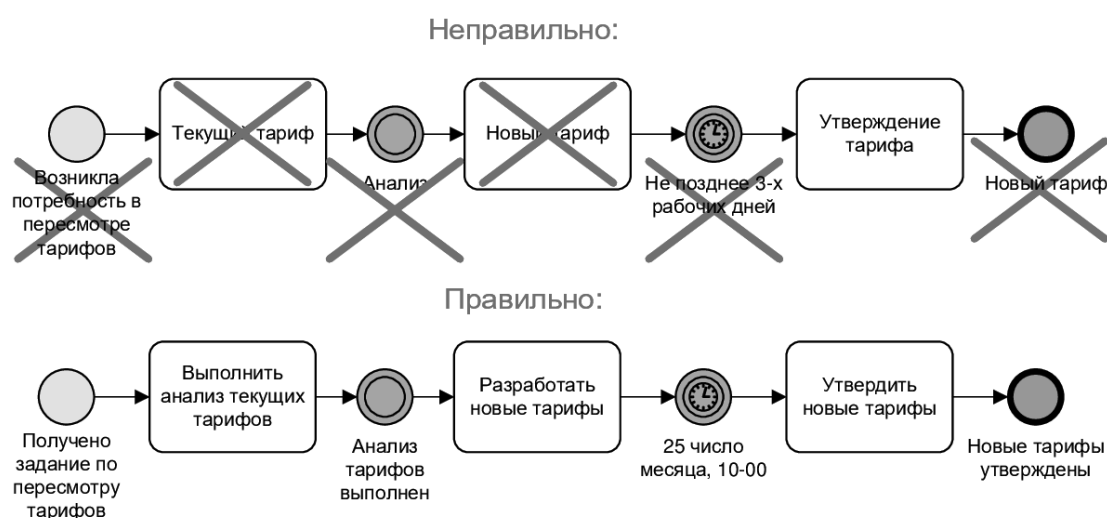 Неправильно:
Текущий тариф
Новый тариф
Утверждение
тарифа
Возникла
потребность в
пересмотре
тарифов
Анализ
Не позднее 3-х
рабочих дней
Новый тариф
Правильно:
Выполнить
анализ текущих
тарифов
Разработать
новые тарифы
Утвердить
новые тарифы
Получено
задание по
пересмотру
тарифов
Анализ
тарифов
выполнен
25 число
месяца, 10-00
Новые тарифы
утверждены